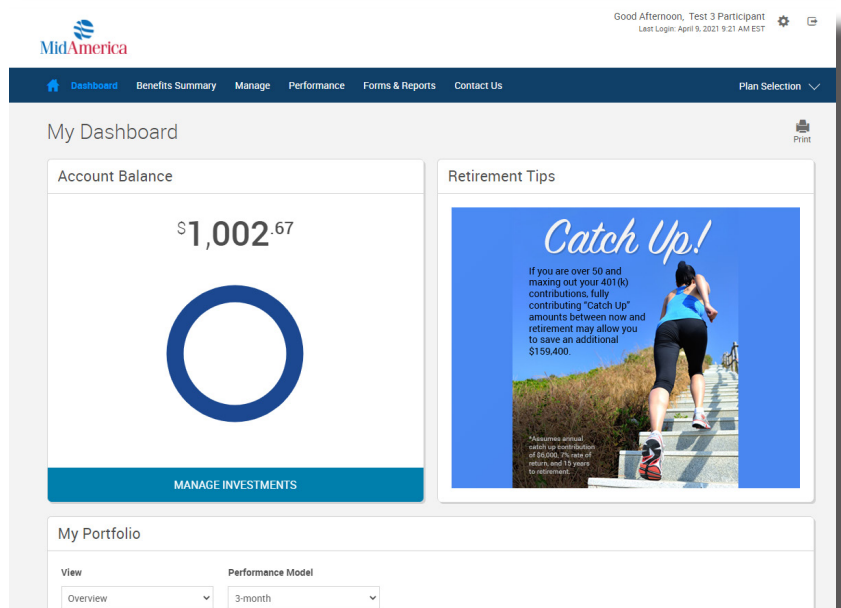 Good Afternoon, Test 3 Participant
Last Login: April 9, 2021 9:21 AM EST
MidAmerica
Dashboard Benefits Summary Manage Performance Forms & Reports Contact Us Plan Selection
My Dashboard
Print
Account Balance
$1,002.67
MANAGE INVESTMENTS
Retirement Tips
Catch Up!
If you are over 50 and
maxing out your 401(k)
contributions, fully
contributing "Catch Up"
amounts between now and
retirement may allow you
to save an additional
$159,400.
*Assumes annual
catch up contribution
of $6,000, 7% rate of
return, and 15 years
to retirement.
My Portfolio
View Performance Model
Overview 3-month